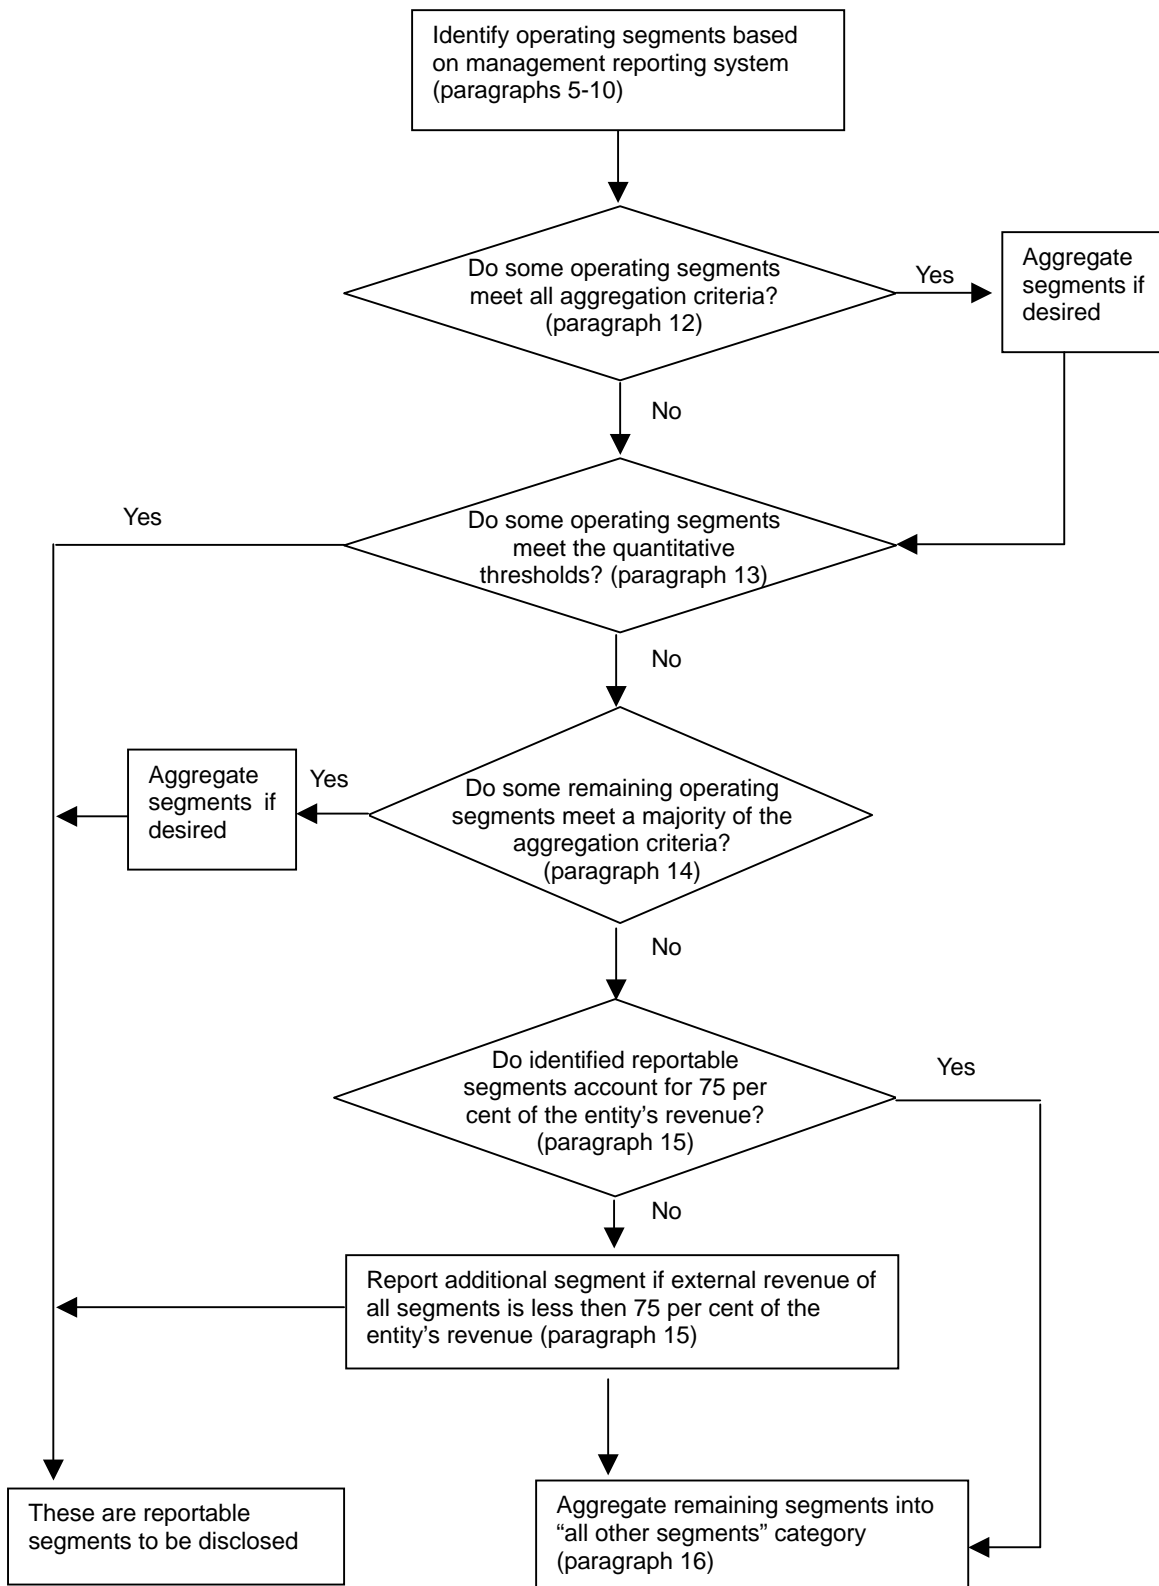 Identify operating segments based
on management reporting system
(paragraphs 5-10)
Do some operating segments
meet all aggregation criteria?
(paragraph 12)
Yes
Aggregate
segments if
desired
No
Yes
Do some operating segments
meet the quantitative
thresholds? (paragraph 13)
No
Aggregate
segments if
desired
Yes
Do some remaining operating
segments meet a majority of the
aggregation criteria?
(paragraph 14)
No
Do identified reportable
segments account for 75 per
cent of the entity's revenue?
(paragraph 15)
Yes
No
Report additional segment if external revenue of
all segments is less then 75 per cent of the
entity's revenue (paragraph 15)
These are reportable
segments to be disclosed
Aggregate remaining segments into
“all other segments” category
(paragraph 16)